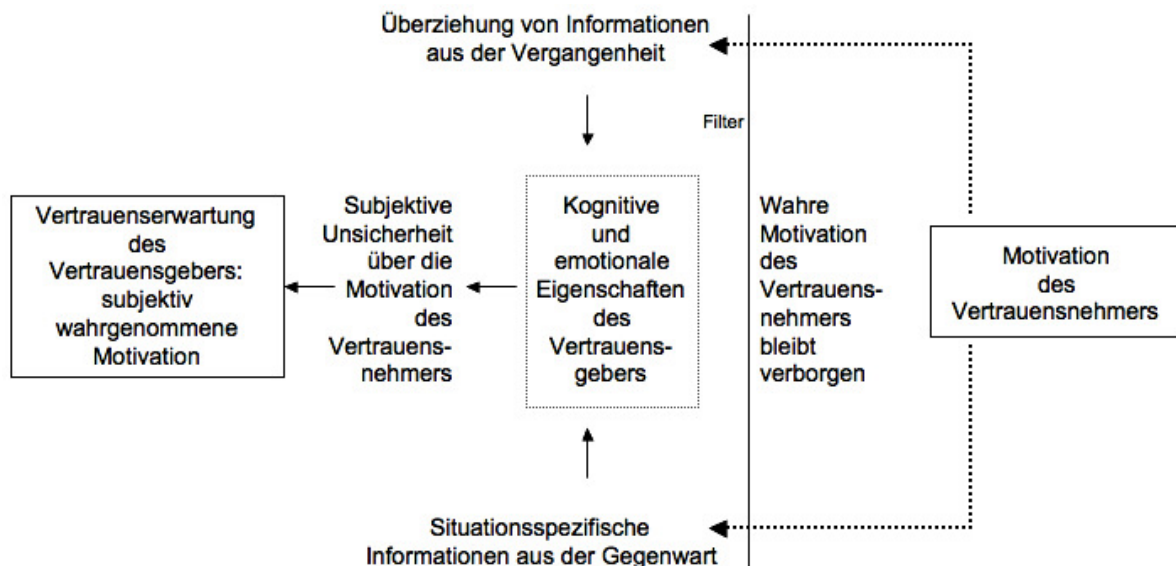 Überziehung von Informationen
aus der Vergangenheit
Filter
Vertrauenserwartung
des
Vertrauensgebers:
subjektiv
wahrgenommene
Motivation
Subjektive
Unsicherheit
über die
Motivation
des
Vertrauens-
nehmers
Kognitive
und
emotionale
Eigenschaften
des
Vertrauens-
gebers
Wahre
Motivation
des
Vertrauens-
nehmers
bleibt
verborgen
Motivation
des
Vertrauensnehmers
Situationsspezifische
Informationen aus der Gegenwart